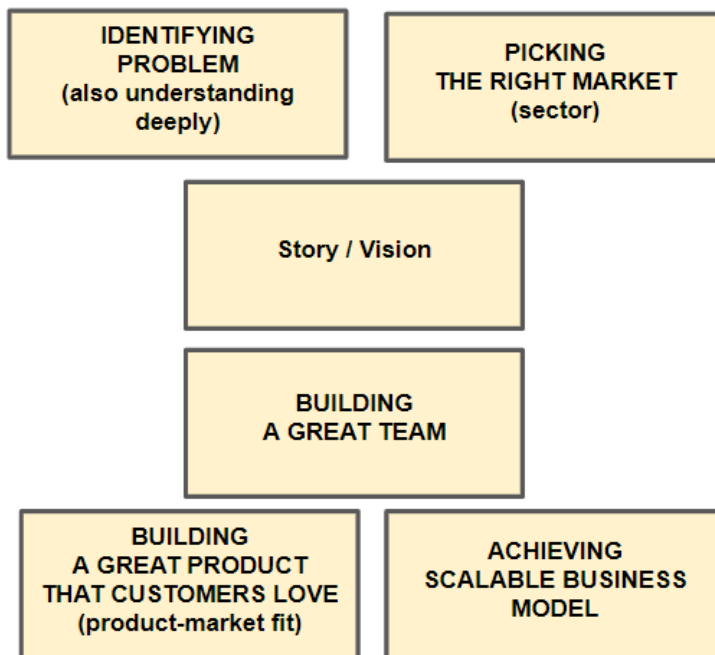 IDENTIFYING
PROBLEM
(also understanding
deeply)
PICKING
THE RIGHT MARKET
(sector)
Story / Vision
BUILDING
A GREAT TEAM
BUILDING
A GREAT PRODUCT
THAT CUSTOMERS LOVE
(product-market fit)
ACHIEVING
SCALABLE BUSINESS
MODEL